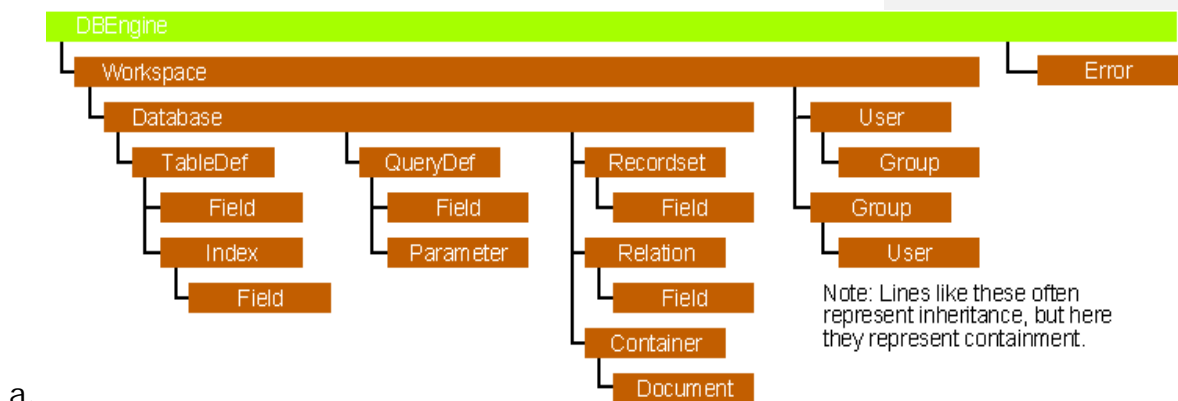 DBEngine
Workspace
Error
Database
User
TableDef
QueryDef
Recordset
Group
Field
Field
Field
Group
Index
Parameter
Relation
User
Field
Field
Note: Lines like these often
represent inheritance, but here
they represent containment.
Container
Document
a